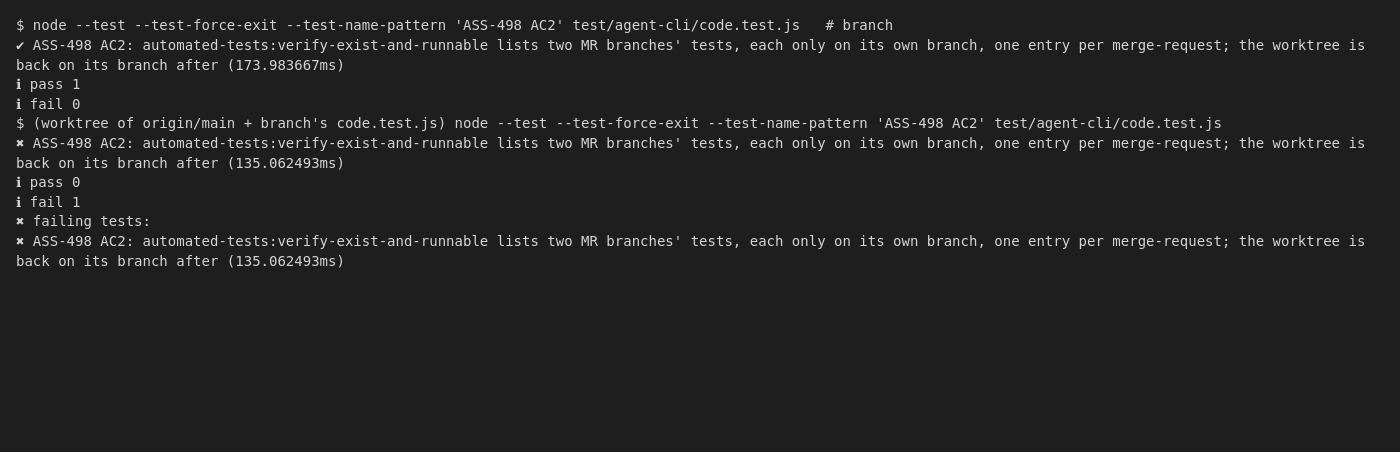 $ node --test --test-force-exit --test-name-pattern 'ASS-498 AC2' test/agent-cli/code.test.js   # branch
✔ ASS-498 AC2: automated-tests:verify-exist-and-runnable lists two MR branches' tests, each only on its own branch, one entry per merge-request; the worktree is
back on its branch after (173.983667ms)
ℹ pass 1
ℹ fail 0
$ (worktree of origin/main + branch's code.test.js) node --test --test-force-exit --test-name-pattern 'ASS-498 AC2' test/agent-cli/code.test.js
✖ ASS-498 AC2: automated-tests:verify-exist-and-runnable lists two MR branches' tests, each only on its own branch, one entry per merge-request; the worktree is
back on its branch after (135.062493ms)
ℹ pass 0
ℹ fail 1
✖ failing tests:
✖ ASS-498 AC2: automated-tests:verify-exist-and-runnable lists two MR branches' tests, each only on its own branch, one entry per merge-request; the worktree is
back on its branch after (135.062493ms)